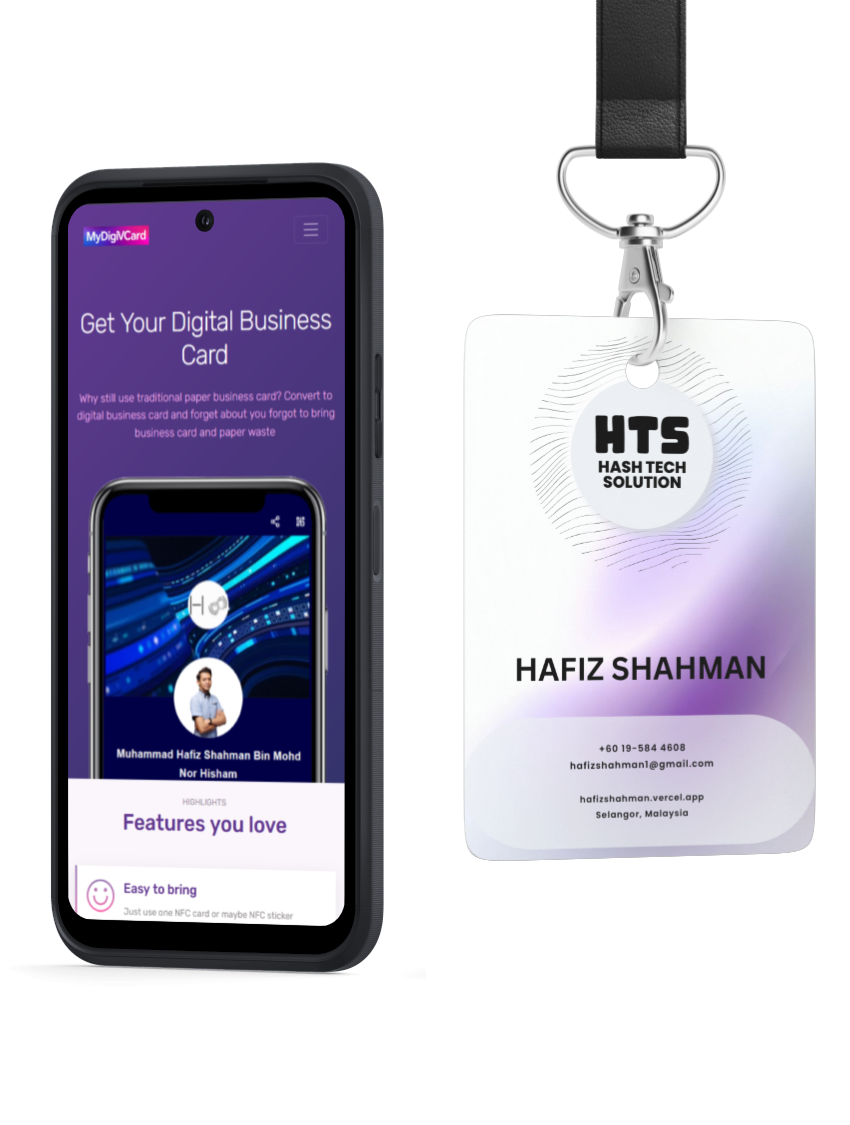 MyDigiVCard
Get Your Digital Business
Card
Why still use traditional paper business card? Convert to
digital business card and forget about you forgot to bring
business card and paper waste
H
Muhammad Hafiz Shahman Bin Mohd
Nor Hisham
HIGHLIGHTS
Features you love
Easy to bring
Just use one NFC card or maybe NFC sticker
HTS
HASH TECH
SOLUTION
HAFIZ SHAHMAN
+60 19-584 4608
hafizshahman1@gmail.com
hafizshahman.vercel.app
Selangor, Malaysia